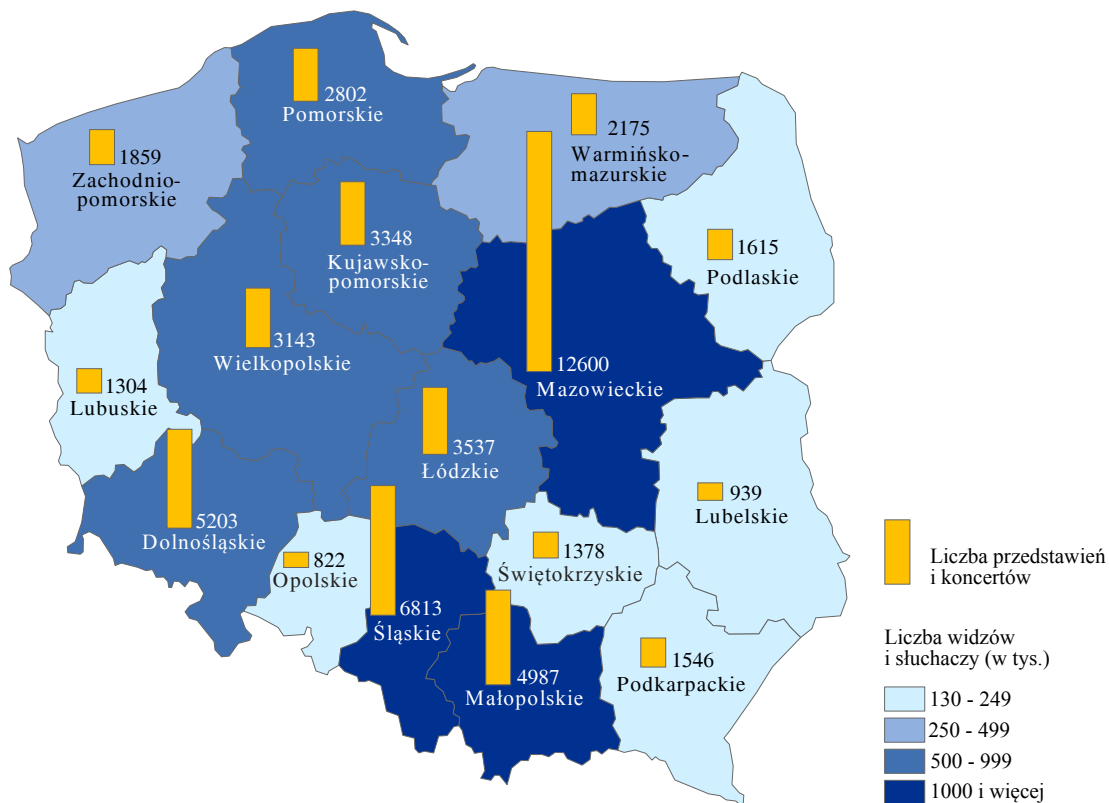 2802
Pomorskie
2175
Warmińsko-
mazurskie
1859
Zachodnio-
pomorskie
3348
Kujawsko-
pomorskie
1615
Podlaskie
3143
Wielkopolskie
12600
Mazowieckie
1304
Lubuskie
3537
Łódzkie
939
Lubelskie
5203
Dolnośląskie
822
Opolskie
1378
Świętokrzyskie
6813
Śląskie
4987
Małopolskie
1546
Podkarpackie
Liczba przedstawień
i koncertów
Liczba widzów
i słuchaczy (w tys.)
130 - 249
250 - 499
500 - 999
1000 i więcej